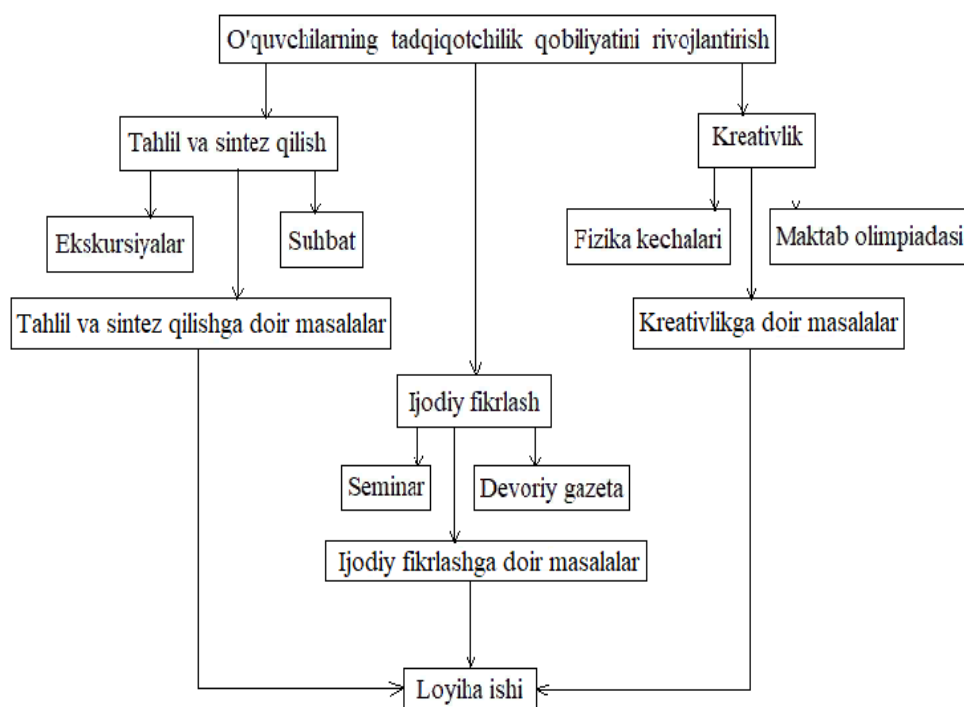 O'quvchilarning tadqiqotchilik qobiliyatini rivojlantirish
Tahlil va sintez qilish
Kreativlik
Ekskursiyalar
Suhbat
Fizika kechalari
Maktab olimpiadasi
Tahlil va sintez qilishga doir masalalar
Kreativlikga doir masalalar
Ijodiy fikrlash
Seminar
Devoriy gazeta
Ijodiy fikrlashga doir masalalar
Loyiha ishi